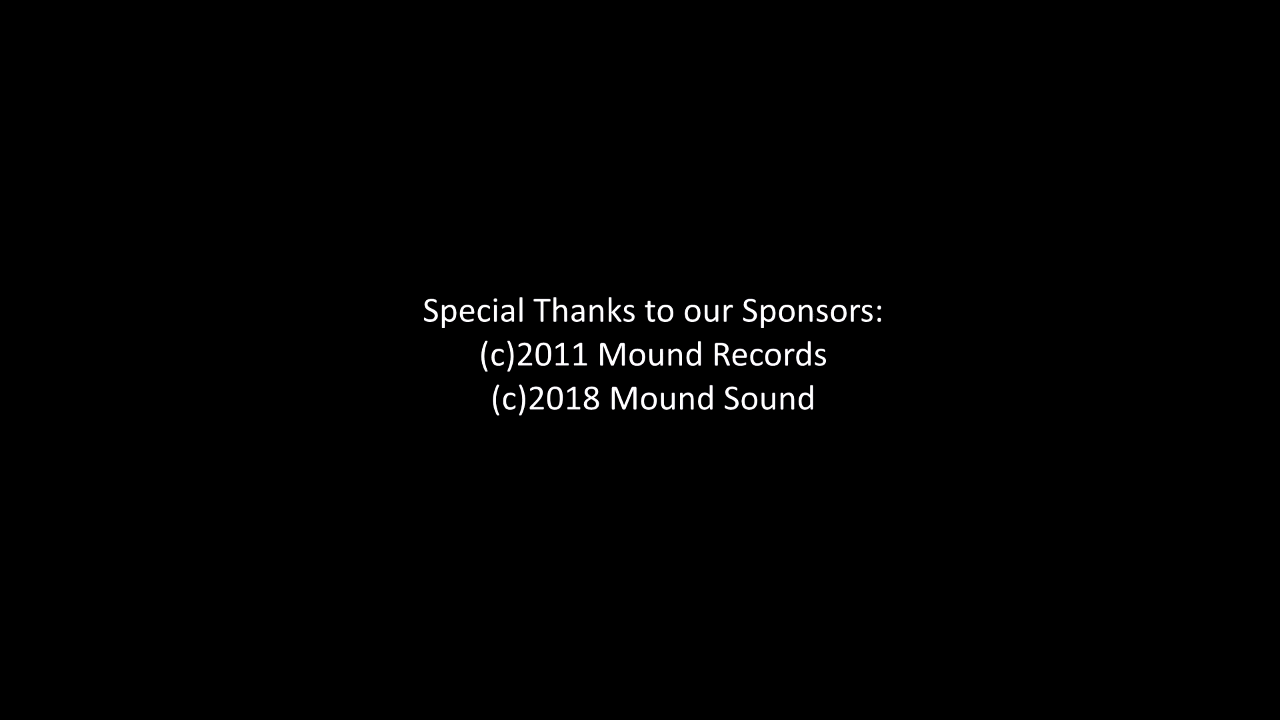 Special Thanks to our Sponsors:
(c)2011 Mound Records
(c)2018 Mound Sound